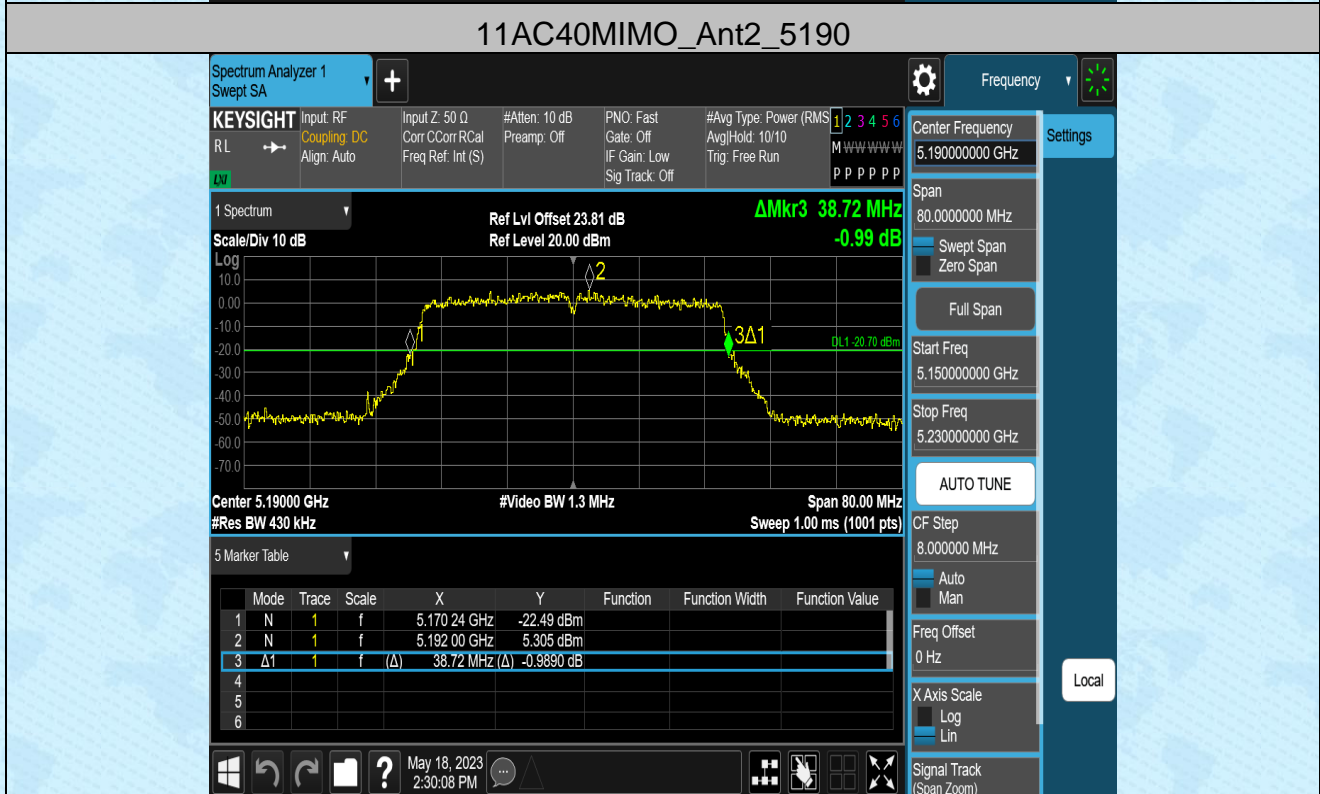 11AC40MIMO_Ant2_5190
Spectrum Analyzer 1
Swept SA
Frequency
KEYSIGHT
RL
LXI
Input: RF
Coupling: DC
Align: Auto
Input Z: 50 Ω
Corr CCorr RCal
Freq Ref: Int (S)
#Atten: 10 dB
Preamp: Off
PNO: Fast
Gate: Off
IF Gain: Low
Sig Track: Off
#Avg Type: Power (RMS
Avg|Hold: 10/10
Trig: Free Run
1 2 3 4 5 6
M W W W W W
P P P P P P
1 Spectrum
Scale/Div 10 dB
Ref Lvl Offset 23.81 dB
Ref Level 20.00 dBm
ΔMkr3 38.72 MHz
-0.99 dB
Log
10.0
0.00
-10.0
-20.0
-30.0
-40.0
-50.0
-60.0
-70.0
2
3Δ1
DL1 -20.70 dBm
Center 5.19000 GHz
#Video BW 1.3 MHz
Span 80.00 MHz
#Res BW 430 kHz
Sweep 1.00 ms (1001 pts)
5 Marker Table
Mode Trace Scale X Y Function Function Width Function Value
1 N 1 f 5.170 24 GHz -22.49 dBm
2 N 1 f 5.192 00 GHz 5.305 dBm
3 Δ1 1 f (Δ) 38.72 MHz (Δ) -0.9890 dB
4
5
6
May 18, 2023
2:30:08 PM
Center Frequency
5.190000000 GHz
Settings
Span
80.0000000 MHz
Swept Span
Zero Span
Full Span
Start Freq
5.150000000 GHz
Stop Freq
5.230000000 GHz
AUTO TUNE
CF Step
8.000000 MHz
Auto
Man
Freq Offset
0 Hz
X Axis Scale
Log
Lin
Local
Signal Track
(Span Zoom)